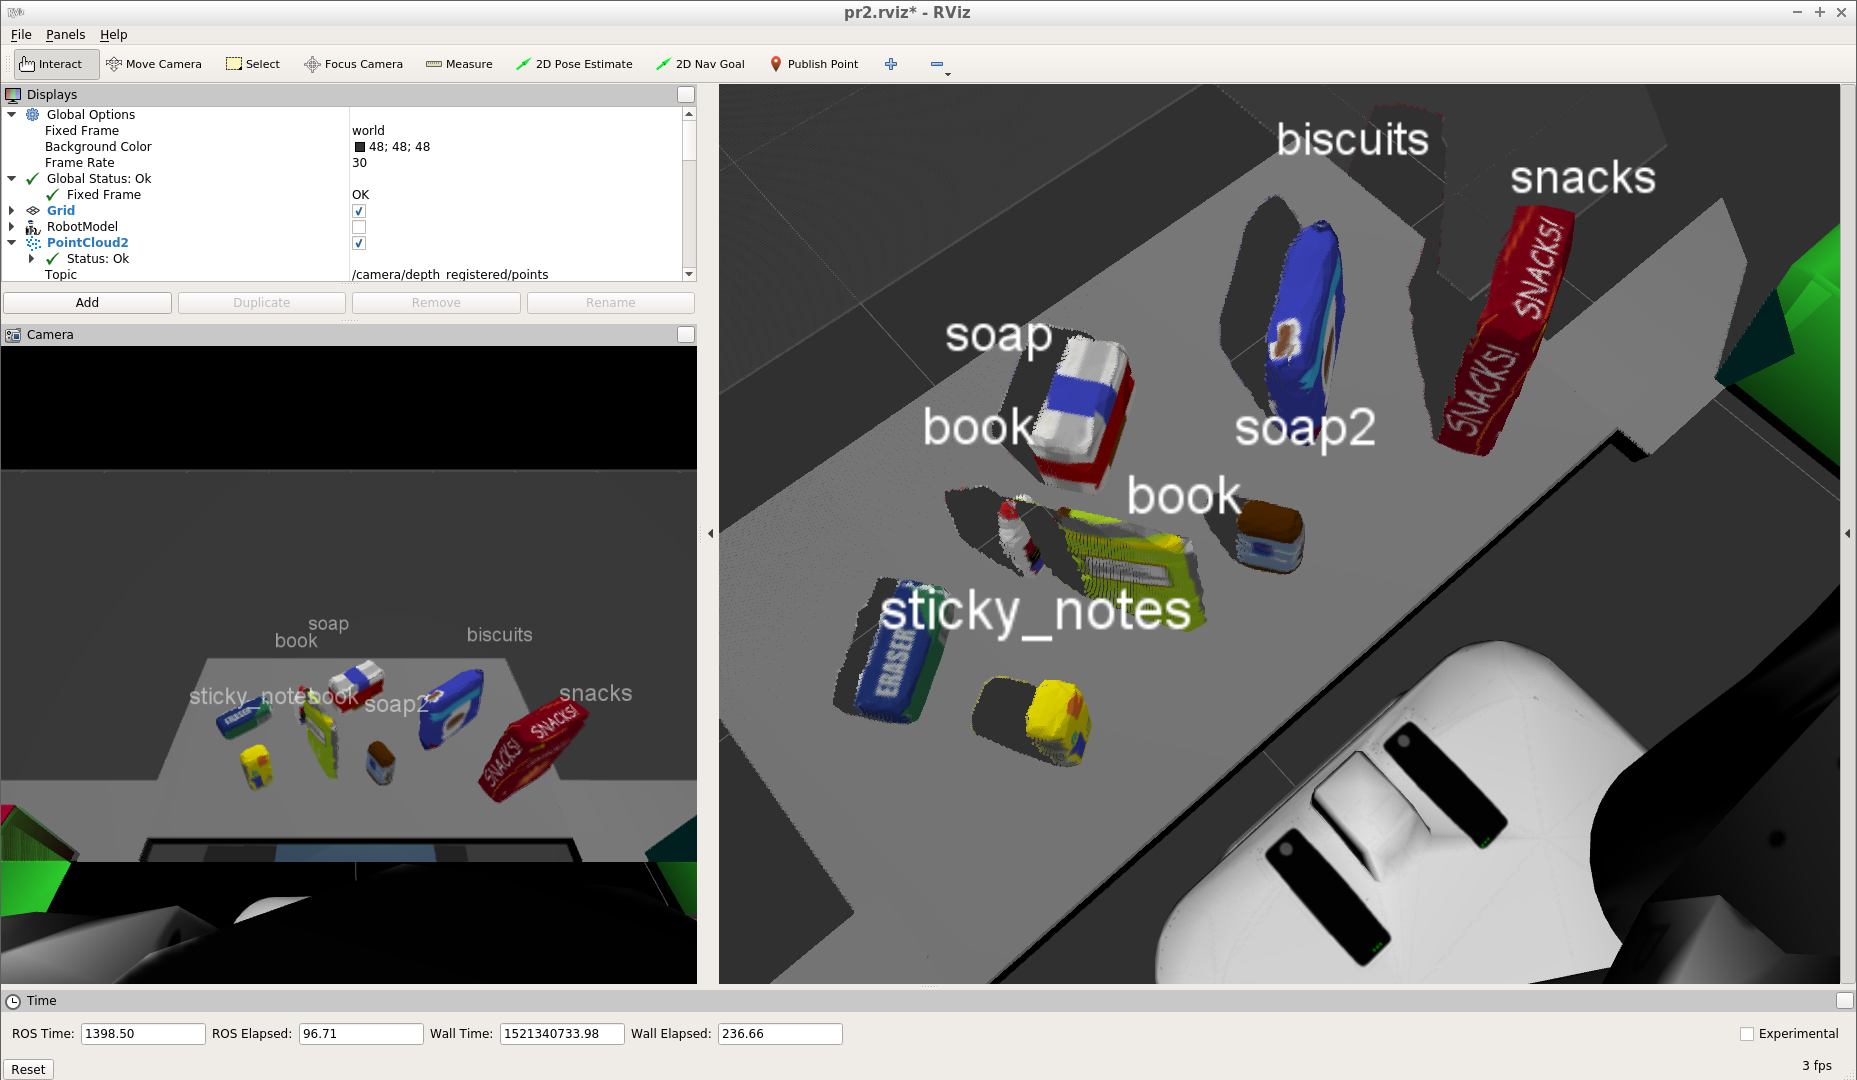 pr2.rviz* - RViz
File Panels Help
Interact Move Camera Select Focus Camera Measure 2D Pose Estimate 2D Nav Goal Publish Point
Displays
Global Options
Fixed Frame world
Background Color 48; 48; 48
Frame Rate 30
Global Status: Ok
Fixed Frame OK
Grid
RobotModel
PointCloud2
Status: Ok
Topic /camera/depth_registered/points
Add Duplicate Remove Rename
Camera
soap
book
biscuits
sticky_notes
book
soap2
snacks
SNACKS!
SNACKS!
ERASER
biscuits
snacks
SNACKS!
SNACKS!
soap
book
soap2
book
sticky_notes
ERASER
Time
ROS Time: 1398.50 ROS Elapsed: 96.71 Wall Time: 1521340733.98 Wall Elapsed: 236.66 Experimental
Reset 3 fps